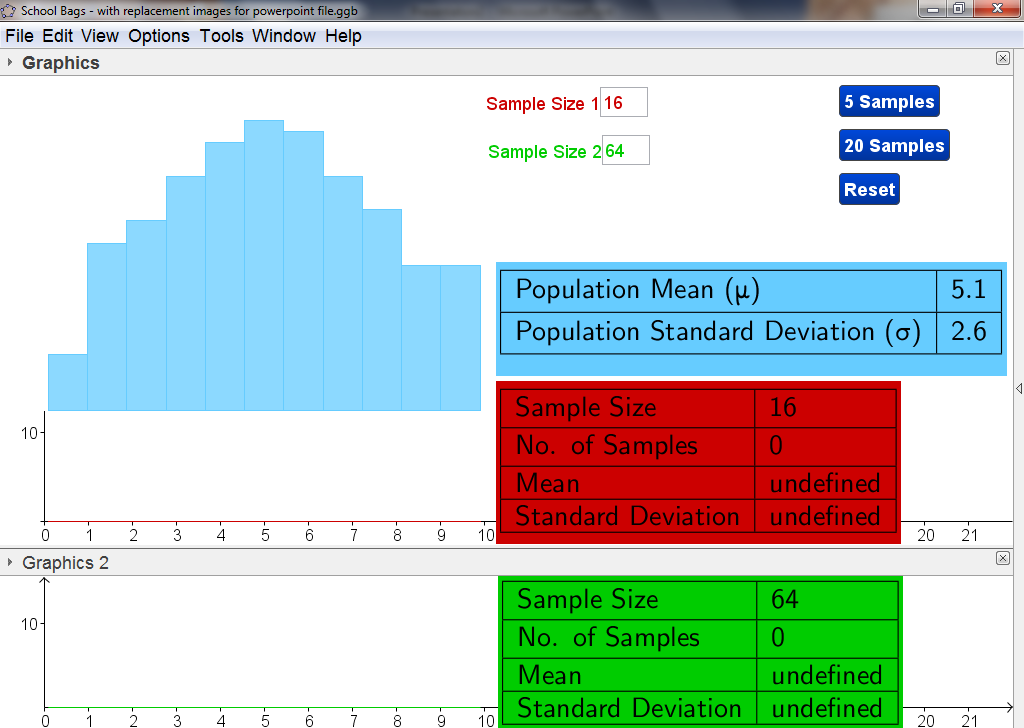 School Bags - with replacement images for powerpoint file.ggb
File Edit View Options Tools Window Help
Graphics
Sample Size 1 16
5 Samples
Sample Size 2 64
20 Samples
Reset
Population Mean (μ) 5.1
Population Standard Deviation (σ) 2.6
Sample Size 16
10
No. of Samples 0
Mean undefined
Standard Deviation undefined
0 1 2 3 4 5 6 7 8 9 10 20 21
Graphics 2
Sample Size 64
10
No. of Samples 0
Mean undefined
Standard Deviation undefined
0 1 2 3 4 5 6 7 8 9 10 20 21